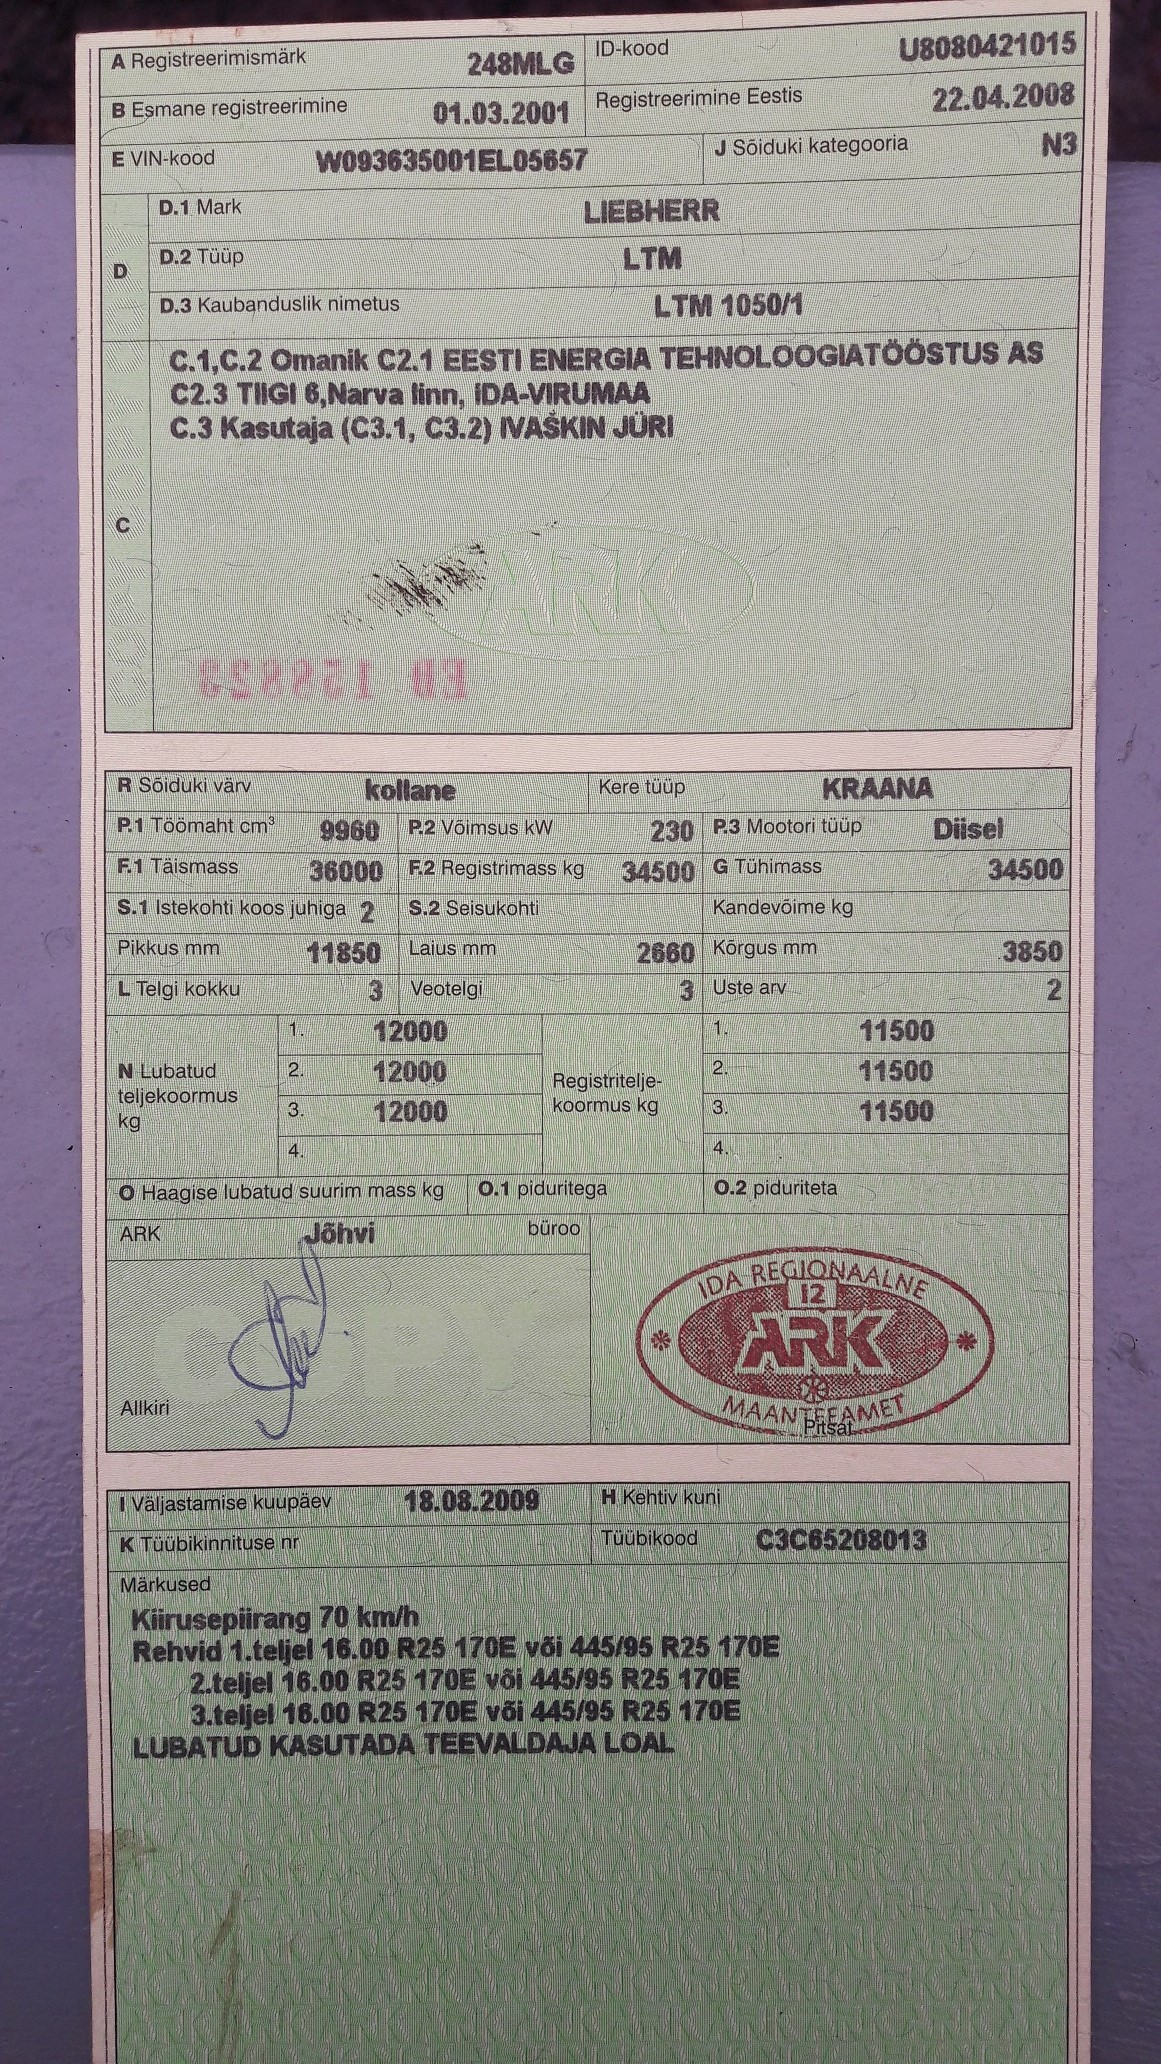 A Registreerimismärk 248MLG ID-kood U8080421015
B Esmane registreerimine 01.03.2001 Registreerimine Eestis 22.04.2008
E VIN-kood W093635001EL05657 J Sõiduki kategooria N3
D.1 Mark LIEBHERR
D D.2 Tüüp LTM
D.3 Kaubanduslik nimetus LTM 1050/1
C.1,C.2 Omanik C2.1 EESTI ENERGIA TEHNOLOOGIATÖÖSTUS AS
C2.3 TIIGI 6,Narva linn, IDA-VIRUMAA
C.3 Kasutaja (C3.1, C3.2) IVAŠKIN JÜRI
C
ARK
R Sõiduki värv kollane Kere tüüp KRAANA
P.1 Töömaht cm³ 9960 P.2 Võimsus kW 230 P.3 Mootori tüüp Diisel
F.1 Täismass 36000 F.2 Registrimass kg 34500 G Tühimass 34500
S.1 Istekohti koos juhiga 2 S.2 Seisukohti Kandevõime kg
Pikkus mm 11850 Laius mm 2660 Kõrgus mm 3850
L Telgi kokku 3 Veotelgi 3 Uste arv 2
N Lubatud teljekoormus kg
1. 12000
2. 12000
3. 12000
4.
Registritelje-
koormus kg
1. 11500
2. 11500
3. 11500
4.
O Haagise lubatud suurim mass kg O.1 piduritega O.2 piduriteta
ARK Jõhvi büroo
COPY
Allkiri
IDA REGIONAALNE
12
ARK
MAANTEEAMET
Pitsat
I Väljastamise kuupäev 18.08.2009 H Kehtiv kuni
K Tüübikinnituse nr Tüübikood C3C65208013
Märkused
Kiirusepiirang 70 km/h
Rehvid 1.teljel 16.00 R25 170E või 445/95 R25 170E
2.teljel 16.00 R25 170E või 445/95 R25 170E
3.teljel 16.00 R25 170E või 445/95 R25 170E
LUBATUD KASUTADA TEEVALDAJA LOAL